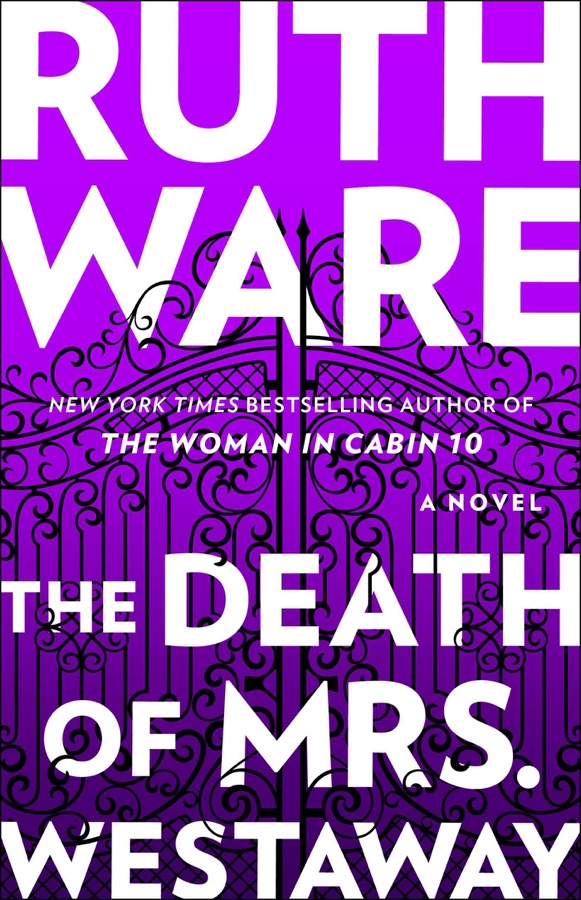 RUTH
WARE
NEW YORK TIMES BESTSELLING AUTHOR OF
THE WOMAN IN CABIN 10
A NOVEL
THE DEATH
OF MRS.
WESTAWAY